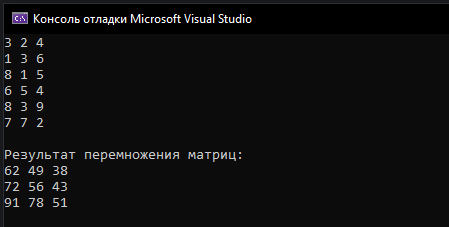 Консоль отладки Microsoft Visual Studio
3 2 4
1 3 6
8 1 5
6 5 4
8 3 9
7 7 2
Результат перемножения матриц:
62 49 38
72 56 43
91 78 51